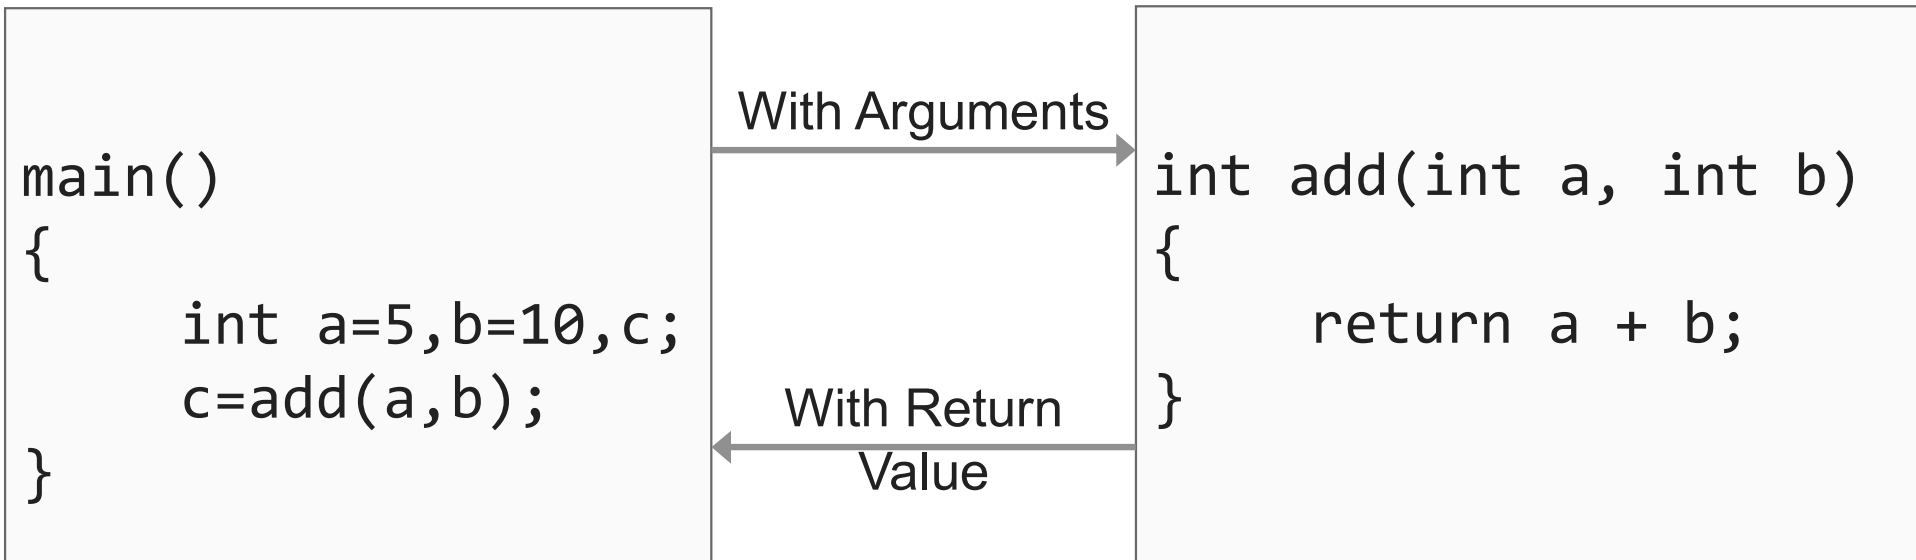 main()
{
int a=5,b=10,c;
c=add(a,b);
}
With Arguments
With Return
Value
int add(int a, int b)
{
return a + b;
}